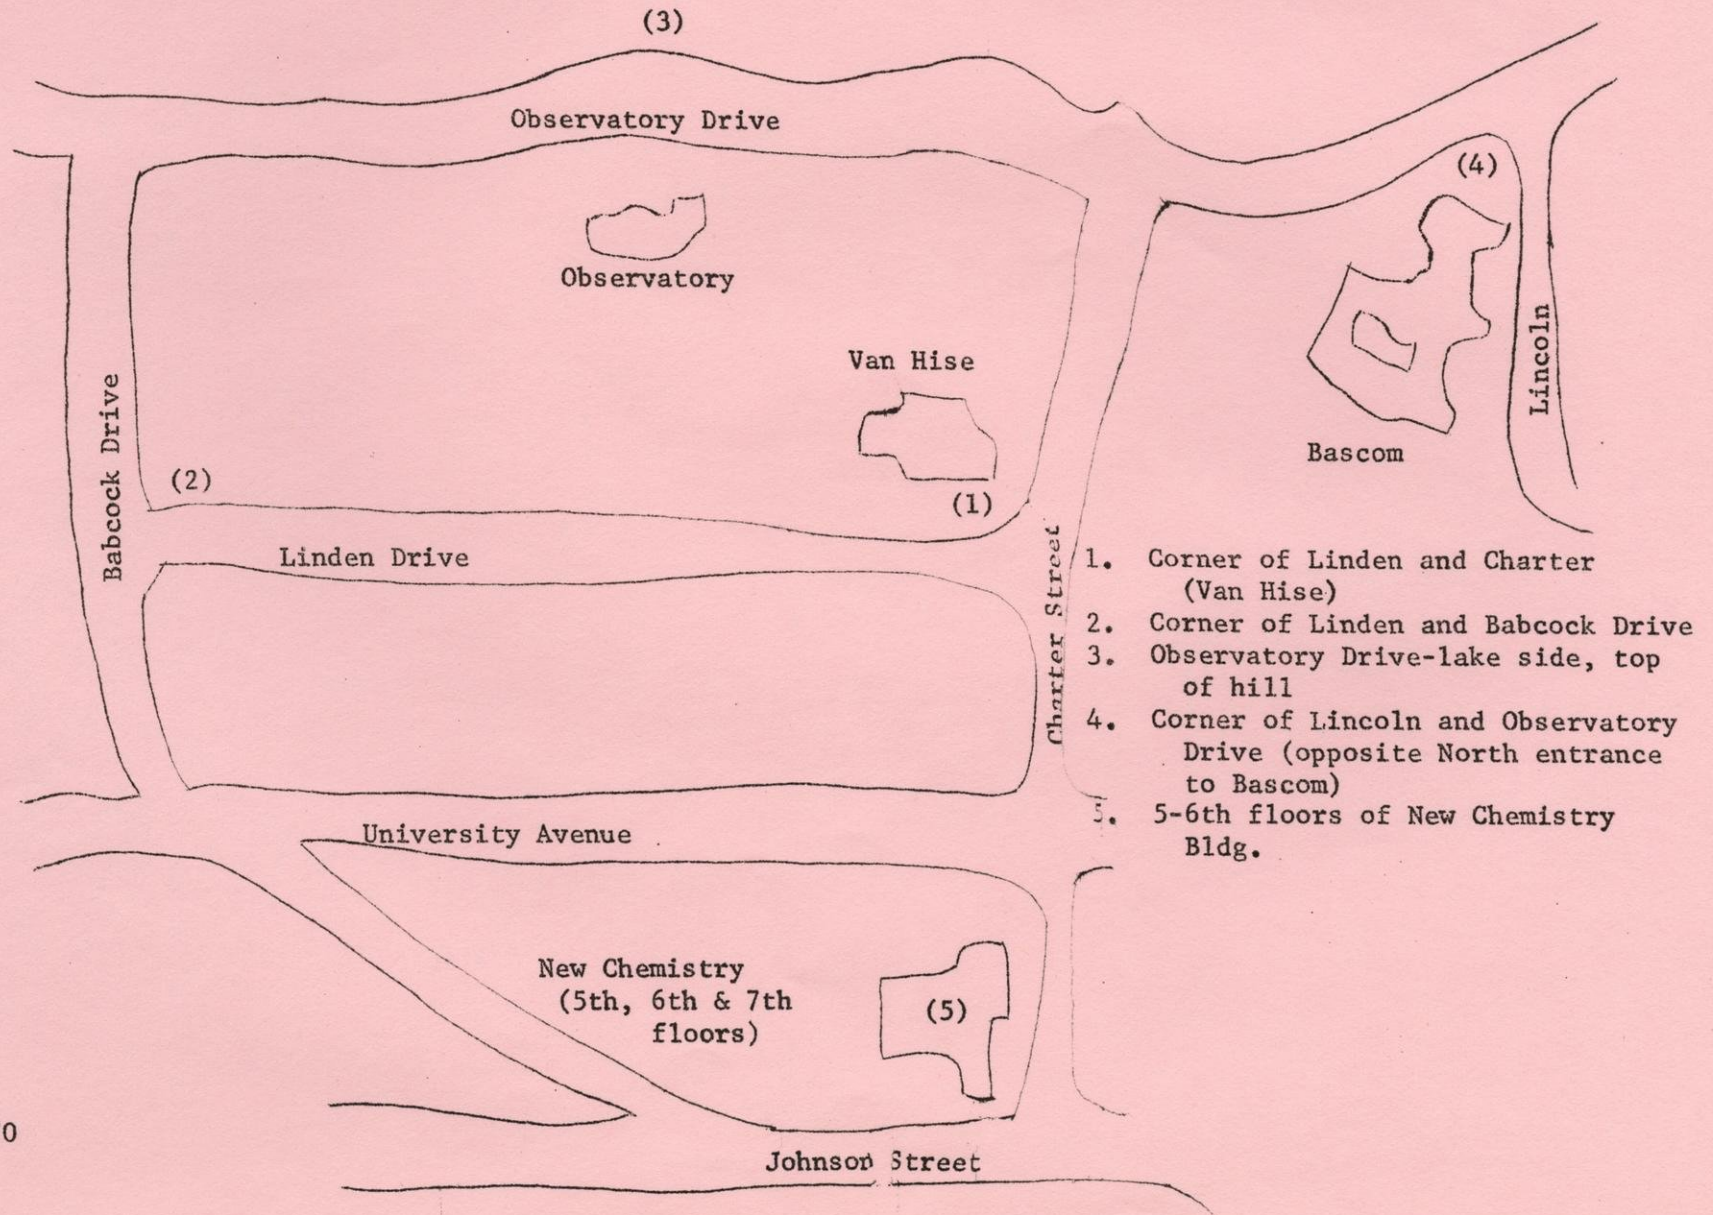 (3)
Observatory Drive
(4)
Observatory
Van Hise
Lincoln
Babcock Drive
Bascom
(2)
(1)
Linden Drive
Charter Street
1. Corner of Linden and Charter
(Van Hise)
2. Corner of Linden and Babcock Drive
3. Observatory Drive-lake side, top
of hill
4. Corner of Lincoln and Observatory
Drive (opposite North entrance
to Bascom)
5. 5-6th floors of New Chemistry
Bldg.
University Avenue
New Chemistry
(5th, 6th & 7th
floors)
(5)
0
Johnson Street